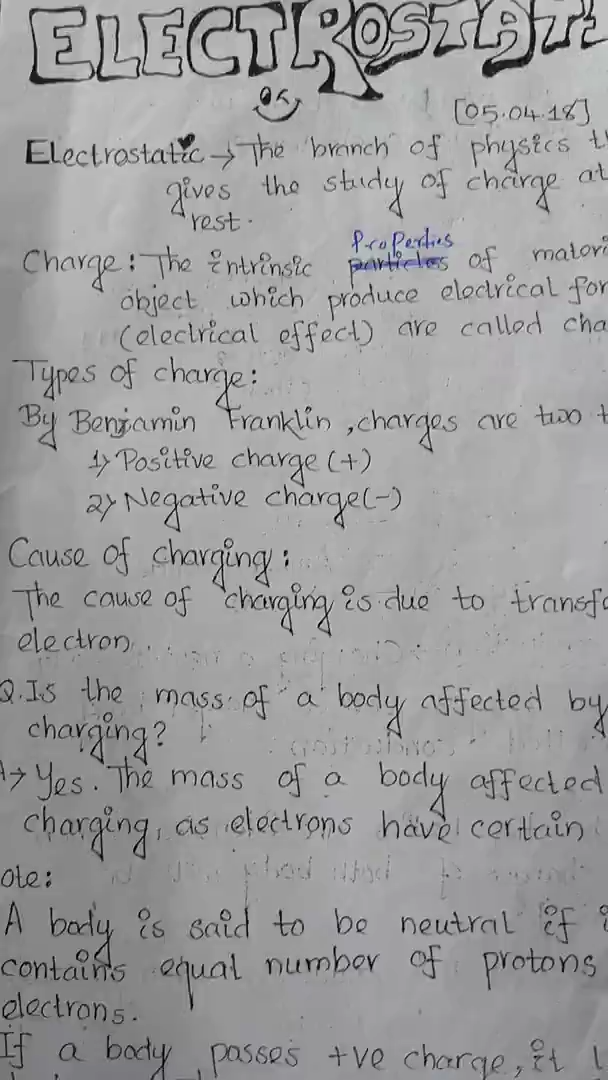 ELECTROSTATI
[05.04.18]
Electrostatic → The branch of physics
gives the study of charge at
rest.
Properties
Charge: The intrinsic particles of materi
object which produce electrical for
(electrical effect) are called cha
Types of charge:
By Benjamin Franklin, charges are two t
1) Positive charge (+)
2) Negative charge(-)
Cause of charging:
The cause of charging is due to transf
electron.
Q. Is the mass of a body affected by
charging?
→ Yes. The mass of a body affected
charging, as electrons have certain
ote:
A body is said to be neutral if i
contains equal number of protons
electrons.
If a body passes +ve charge, it